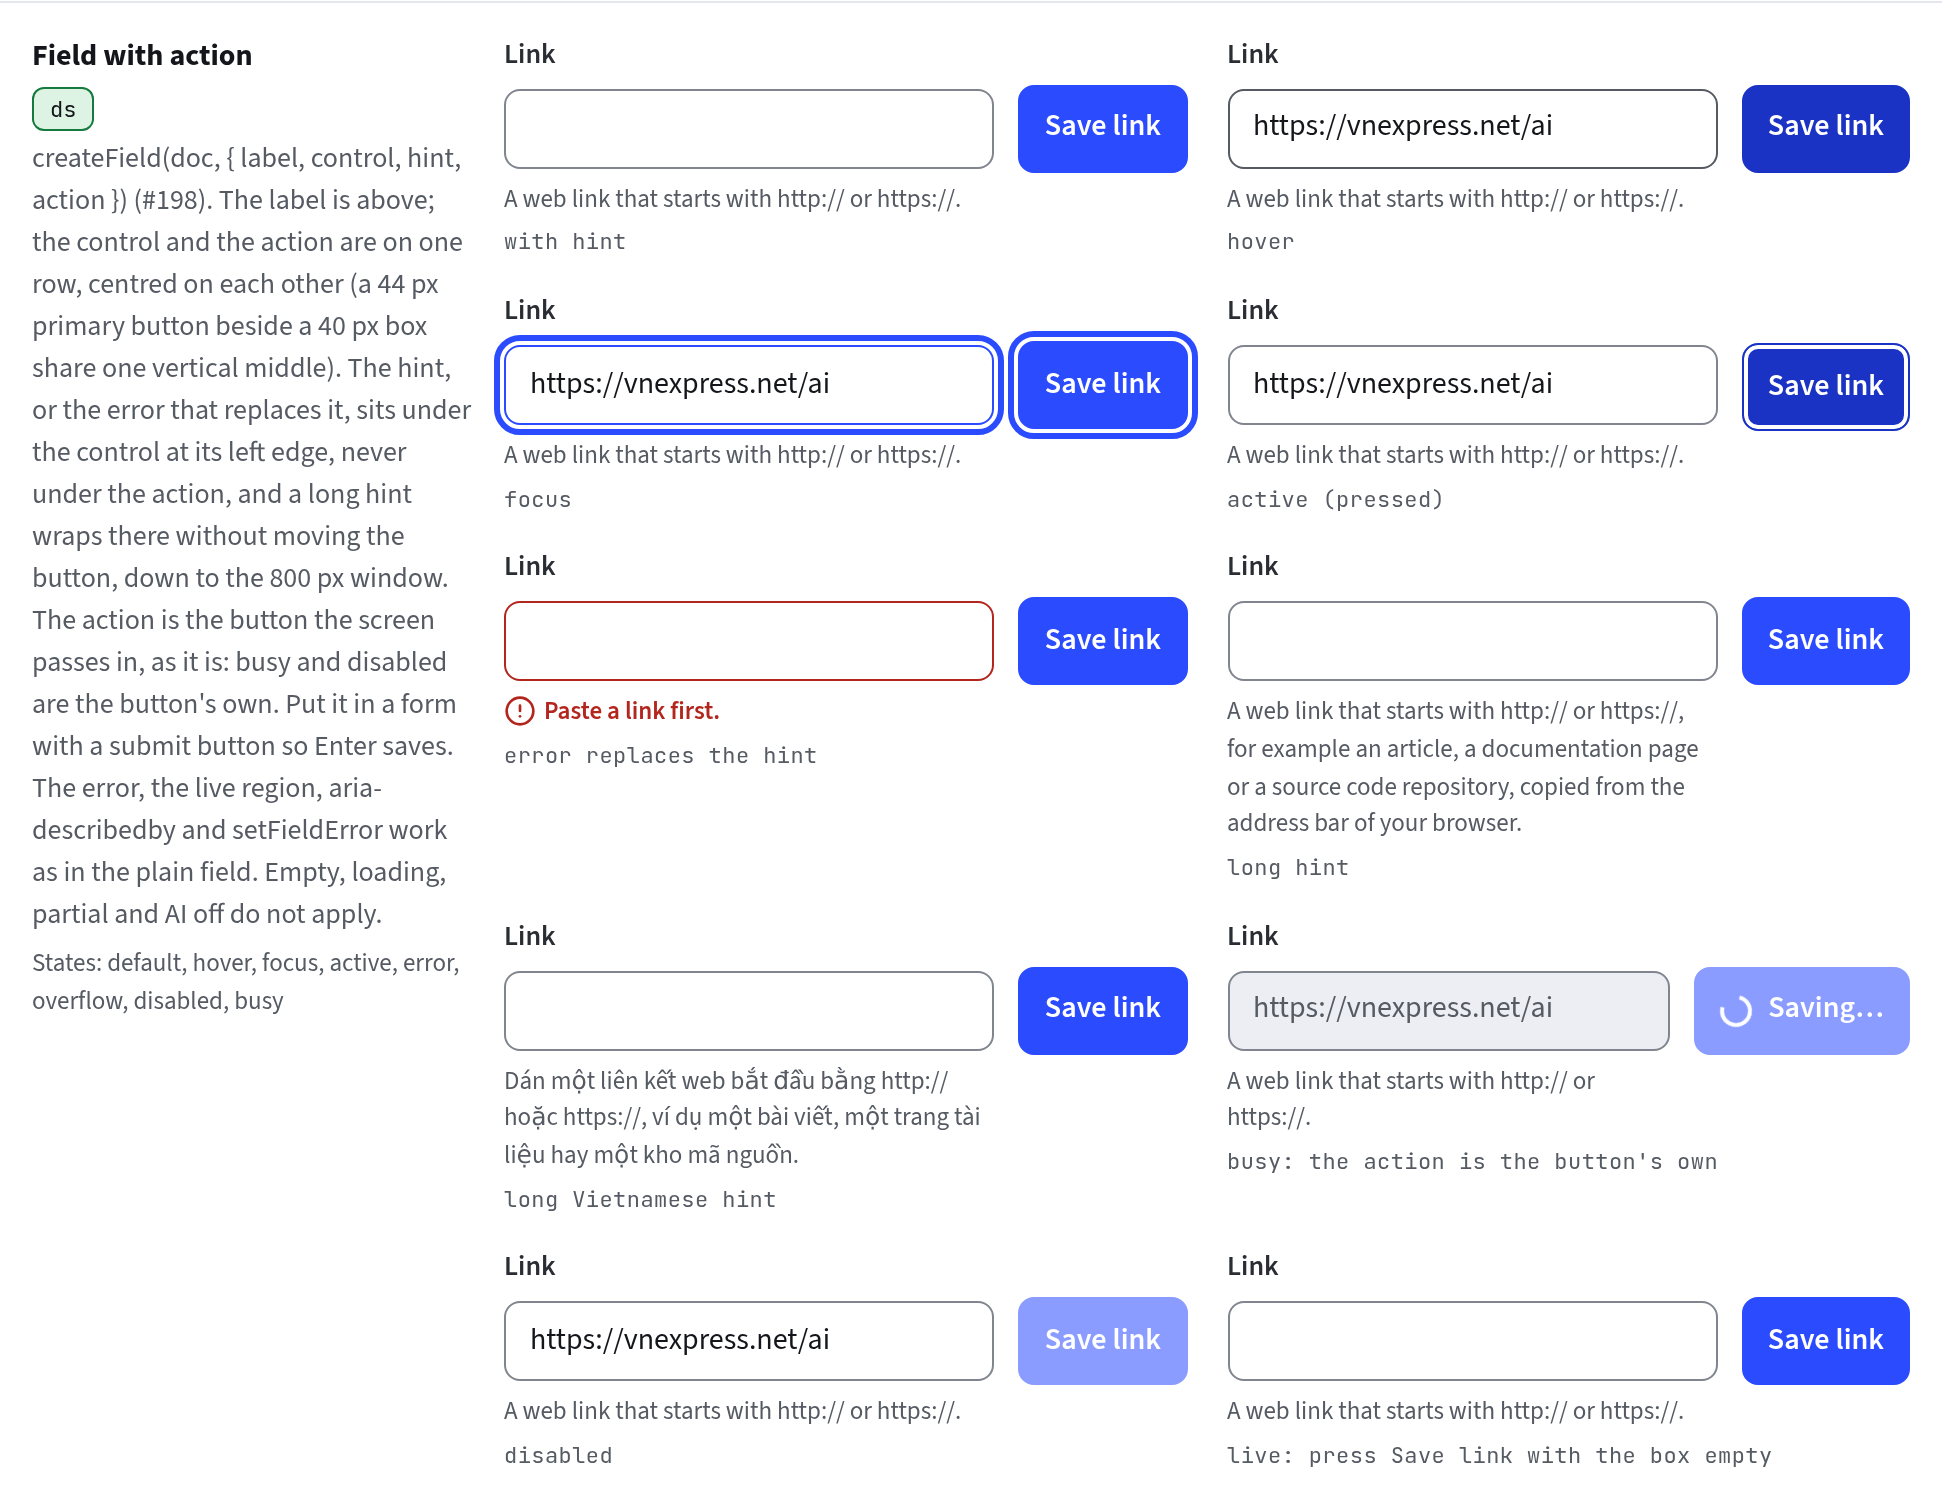 Field with action
ds
createField(doc, { label, control, hint,
action }) (#198). The label is above;
the control and the action are on one
row, centred on each other (a 44 px
primary button beside a 40 px box
share one vertical middle). The hint,
or the error that replaces it, sits under
the control at its left edge, never
under the action, and a long hint
wraps there without moving the
button, down to the 800 px window.
The action is the button the screen
passes in, as it is: busy and disabled
are the button's own. Put it in a form
with a submit button so Enter saves.
The error, the live region, aria-
describedby and setFieldError work
as in the plain field. Empty, loading,
partial and AI off do not apply.
States: default, hover, focus, active, error,
overflow, disabled, busy
Link
Save link
A web link that starts with http:// or https://.
with hint
Link
https://vnexpress.net/ai
Save link
A web link that starts with http:// or https://.
hover
Link
https://vnexpress.net/ai
Save link
A web link that starts with http:// or https://.
focus
Link
https://vnexpress.net/ai
Save link
A web link that starts with http:// or https://.
active (pressed)
Link
Save link
Paste a link first.
error replaces the hint
Link
Save link
A web link that starts with http:// or https://,
for example an article, a documentation page
or a source code repository, copied from the
address bar of your browser.
long hint
Link
Save link
Dán một liên kết web bắt đầu bằng http://
hoặc https://, ví dụ một bài viết, một trang tài
liệu hay một kho mã nguồn.
long Vietnamese hint
Link
https://vnexpress.net/ai
Saving…
A web link that starts with http:// or
https://.
busy: the action is the button's own
Link
https://vnexpress.net/ai
Save link
A web link that starts with http:// or https://.
disabled
Link
Save link
A web link that starts with http:// or https://.
live: press Save link with the box empty